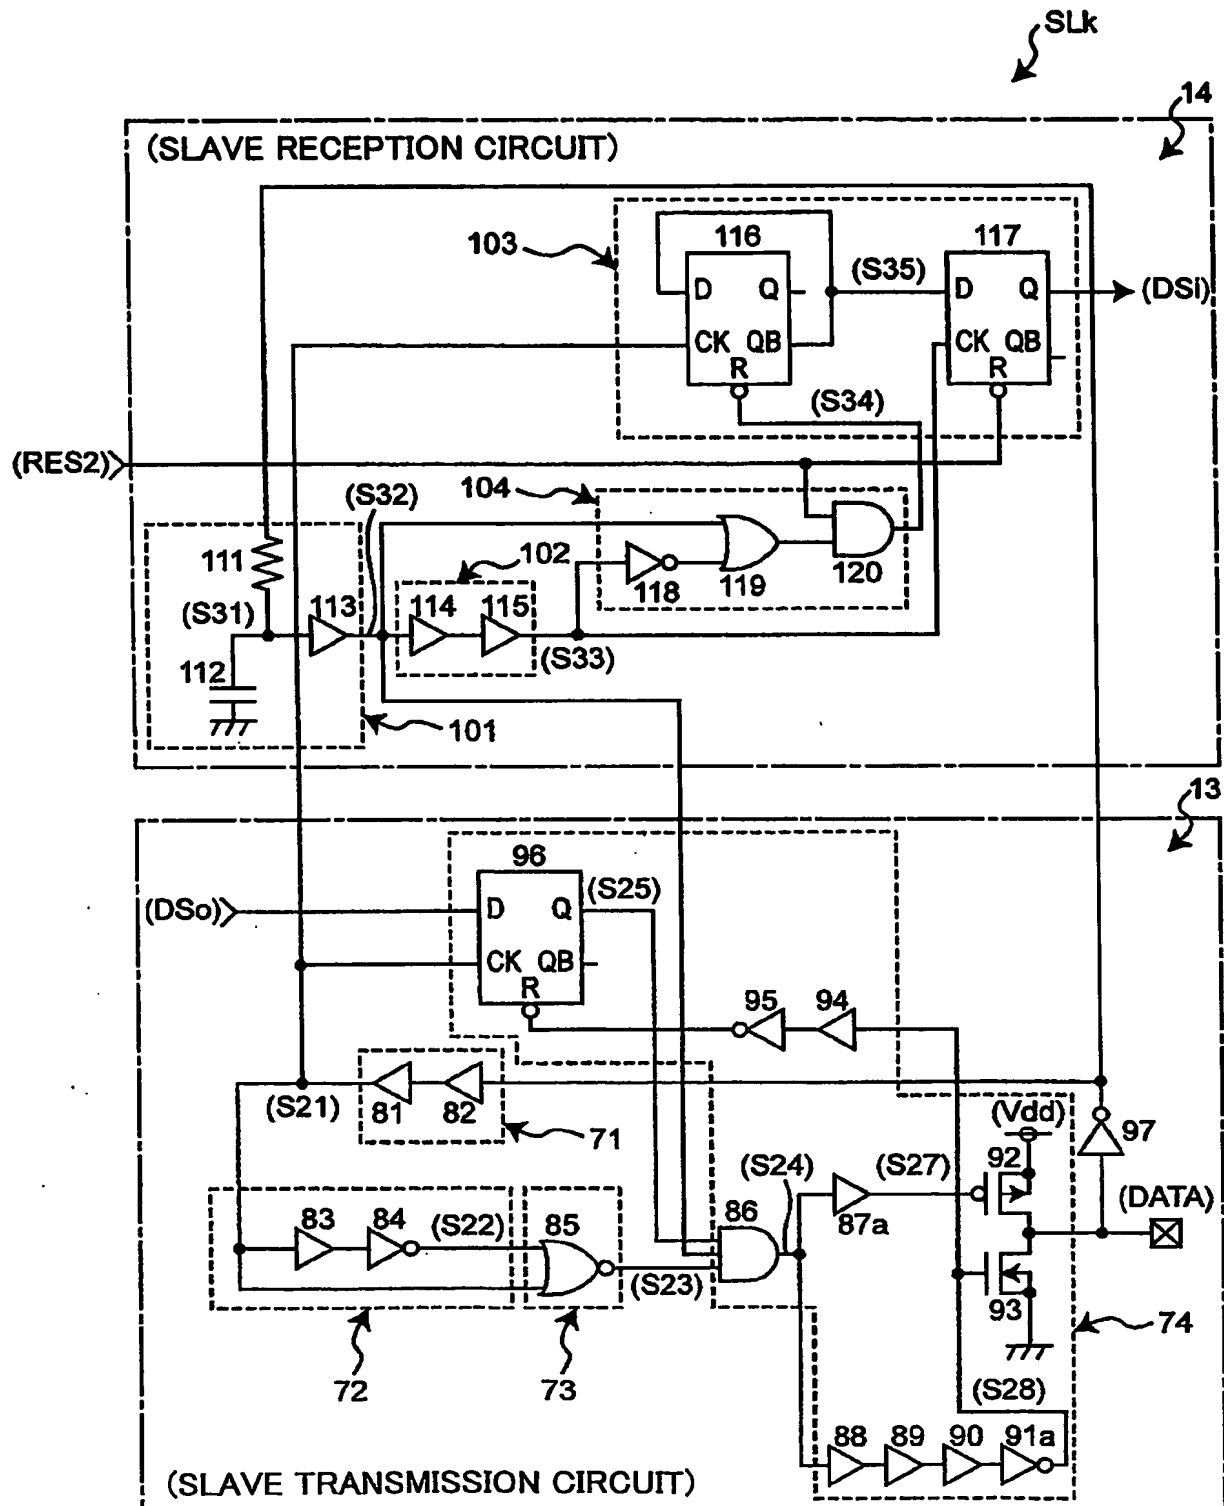 SLk
14
(SLAVE RECEPTION CIRCUIT)
103
116
117
(S35)
D Q
D Q
(DSi)
CK QB
CK QB
R
R
(S34)
(RES2)
104
(S32)
111
102
118
119
120
(S31)
113
114
115
(S33)
112
101
13
96
(S25)
(DSo)
D Q
CK QB
R
95
94
(S21)
81
82
71
(Vdd)
97
92
(S24)
(S27)
(DATA)
86
87a
83
84
(S22)
85
(S23)
93
74
72
73
(S28)
88
89
90
91a
(SLAVE TRANSMISSION CIRCUIT)